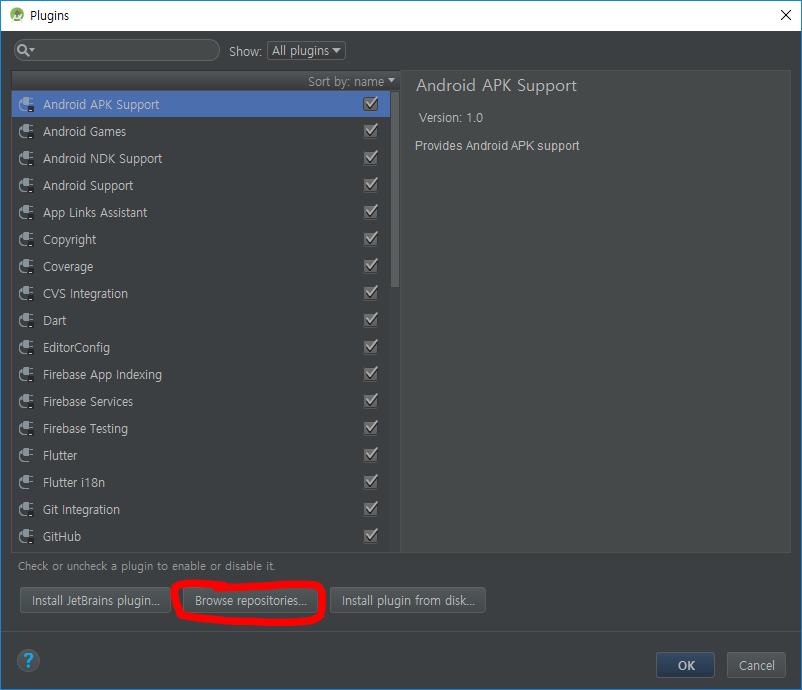 Plugins
Show: All plugins
Sort by: name
Android APK Support
Android Games
Android NDK Support
Android Support
App Links Assistant
Copyright
Coverage
CVS Integration
Dart
EditorConfig
Firebase App Indexing
Firebase Services
Firebase Testing
Flutter
Flutter i18n
Git Integration
GitHub
Android APK Support
Version: 1.0
Provides Android APK support
Check or uncheck a plugin to enable or disable it.
Install JetBrains plugin... Browse repositories... Install plugin from disk...
?
OK Cancel